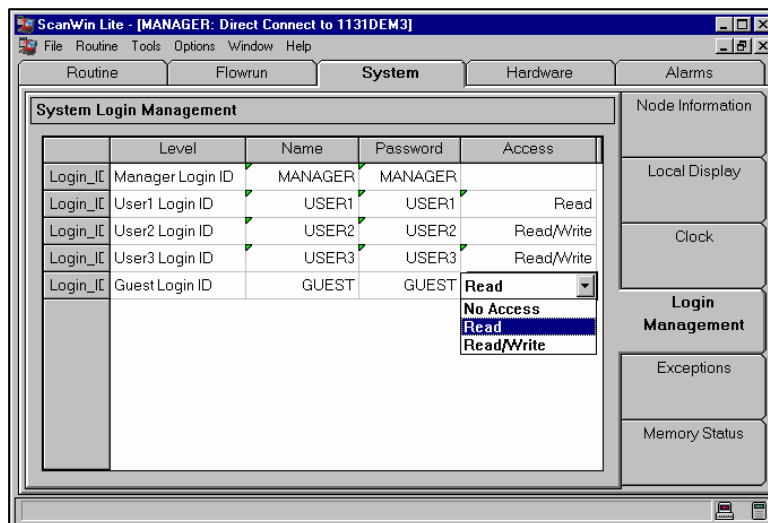 ScanWin Lite - [MANAGER: Direct Connect to 1131DEM3]
File Routine Tools Options Window Help
Routine Flowrun System Hardware Alarms
System Login Management
Level Name Password Access
Login_ID Manager Login ID MANAGER MANAGER
Login_ID User1 Login ID USER1 USER1 Read
Login_ID User2 Login ID USER2 USER2 Read/Write
Login_ID User3 Login ID USER3 USER3 Read/Write
Login_ID Guest Login ID GUEST GUEST Read
No Access
Read
Read/Write
Node Information
Local Display
Clock
Login
Management
Exceptions
Memory Status